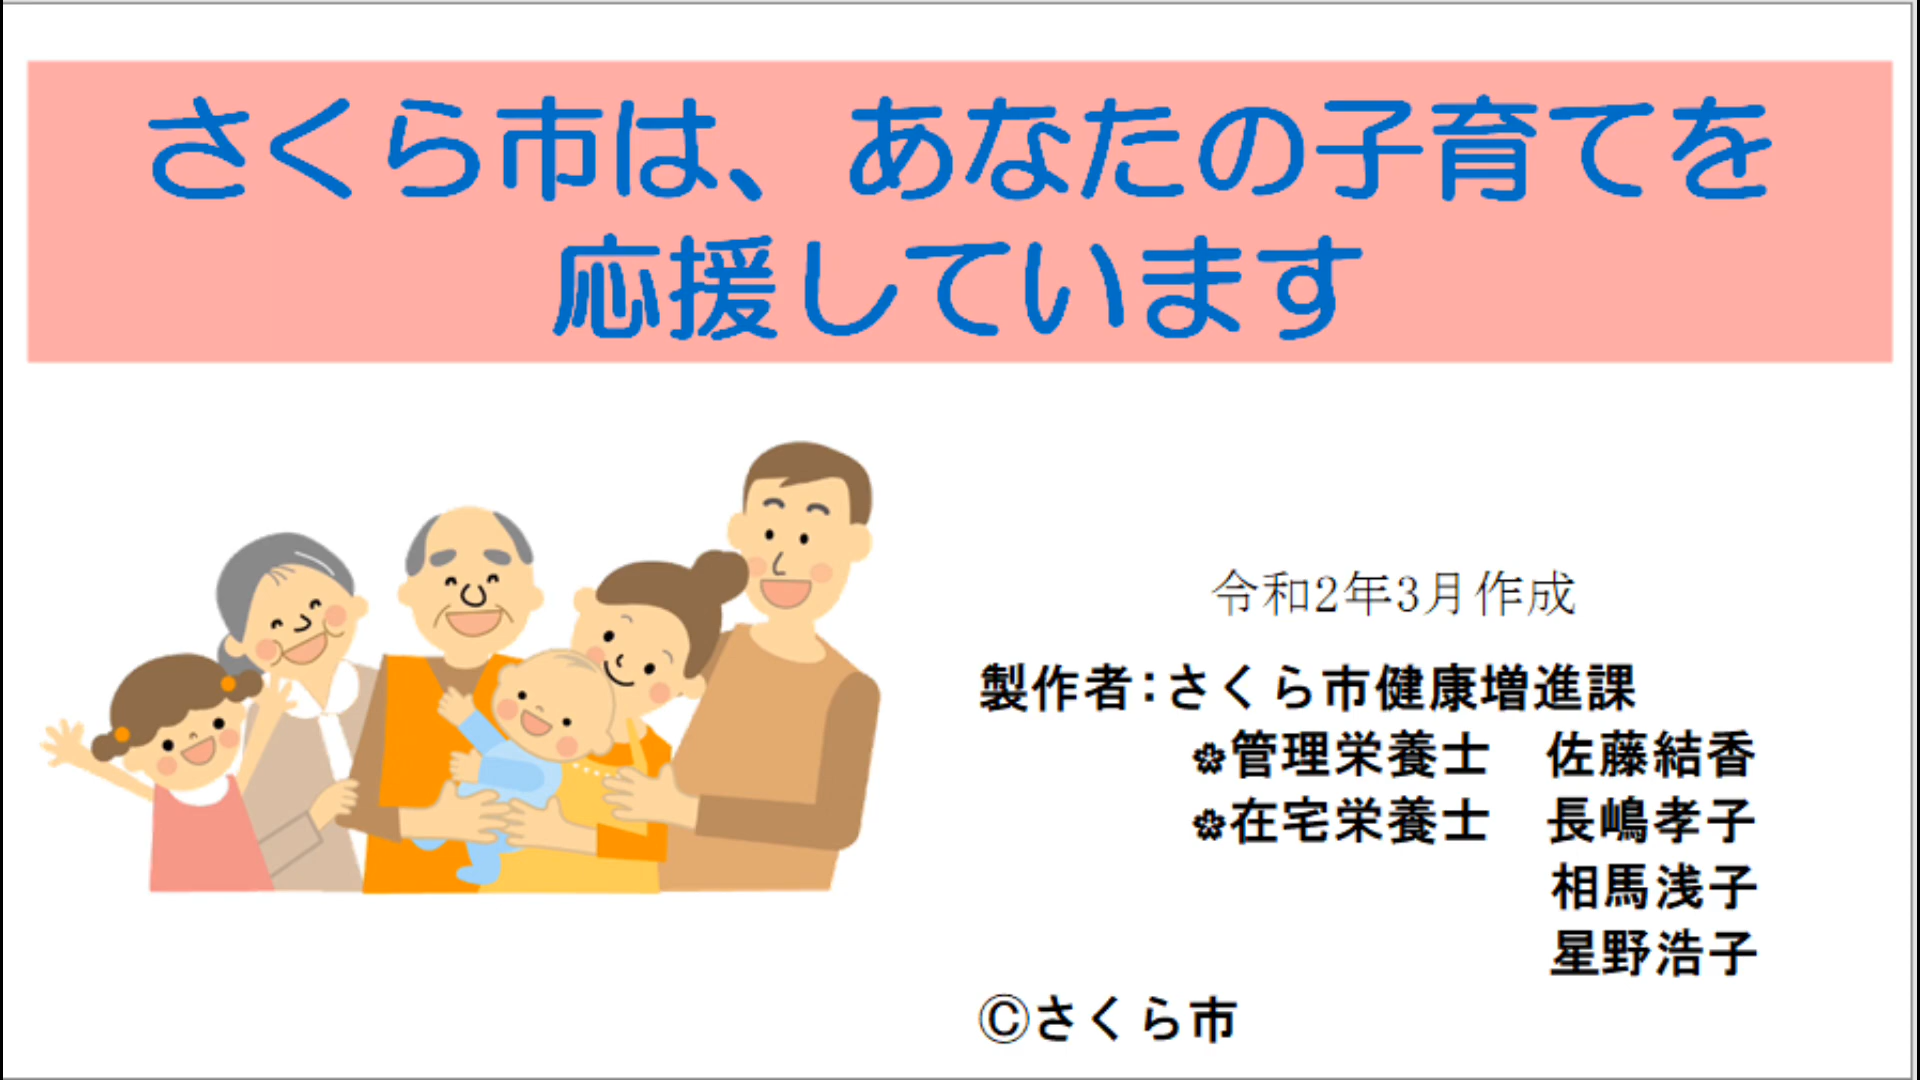 さくら市は、あなたの子育てを
応援しています
令和2年3月作成
製作者:さくら市健康増進課
✿管理栄養士　佐藤結香
✿在宅栄養士　長嶋孝子
相馬浅子
星野浩子
©さくら市